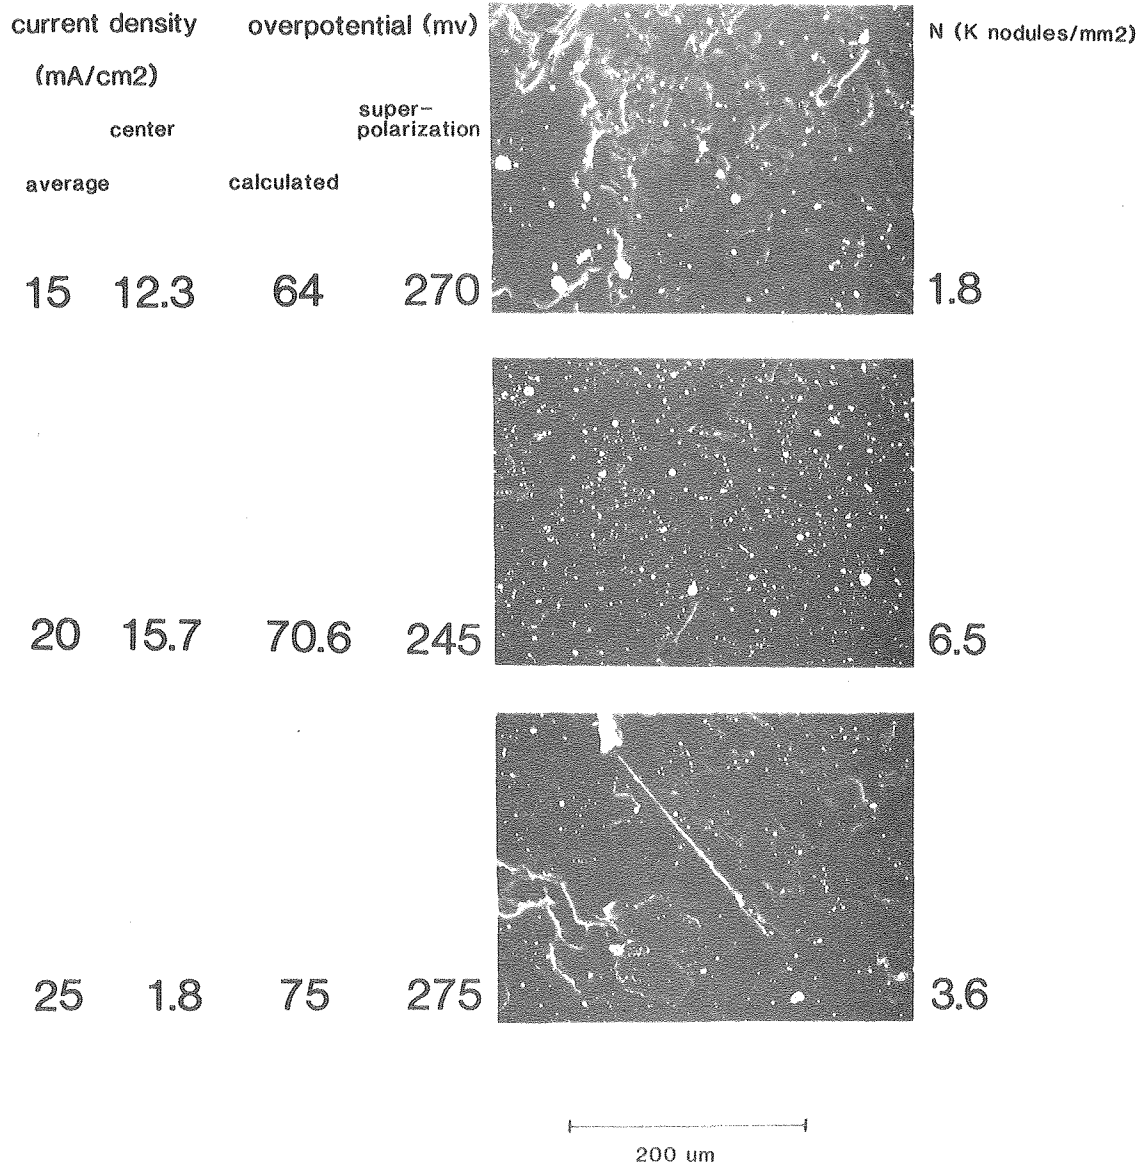 current density overpotential (mv) N (K nodules/mm2)
(mA/cm2)
super-
center polarization
average calculated
15 12.3 64 270 1.8
20 15.7 70.6 245 6.5
25 1.8 75 275 3.6
200 um